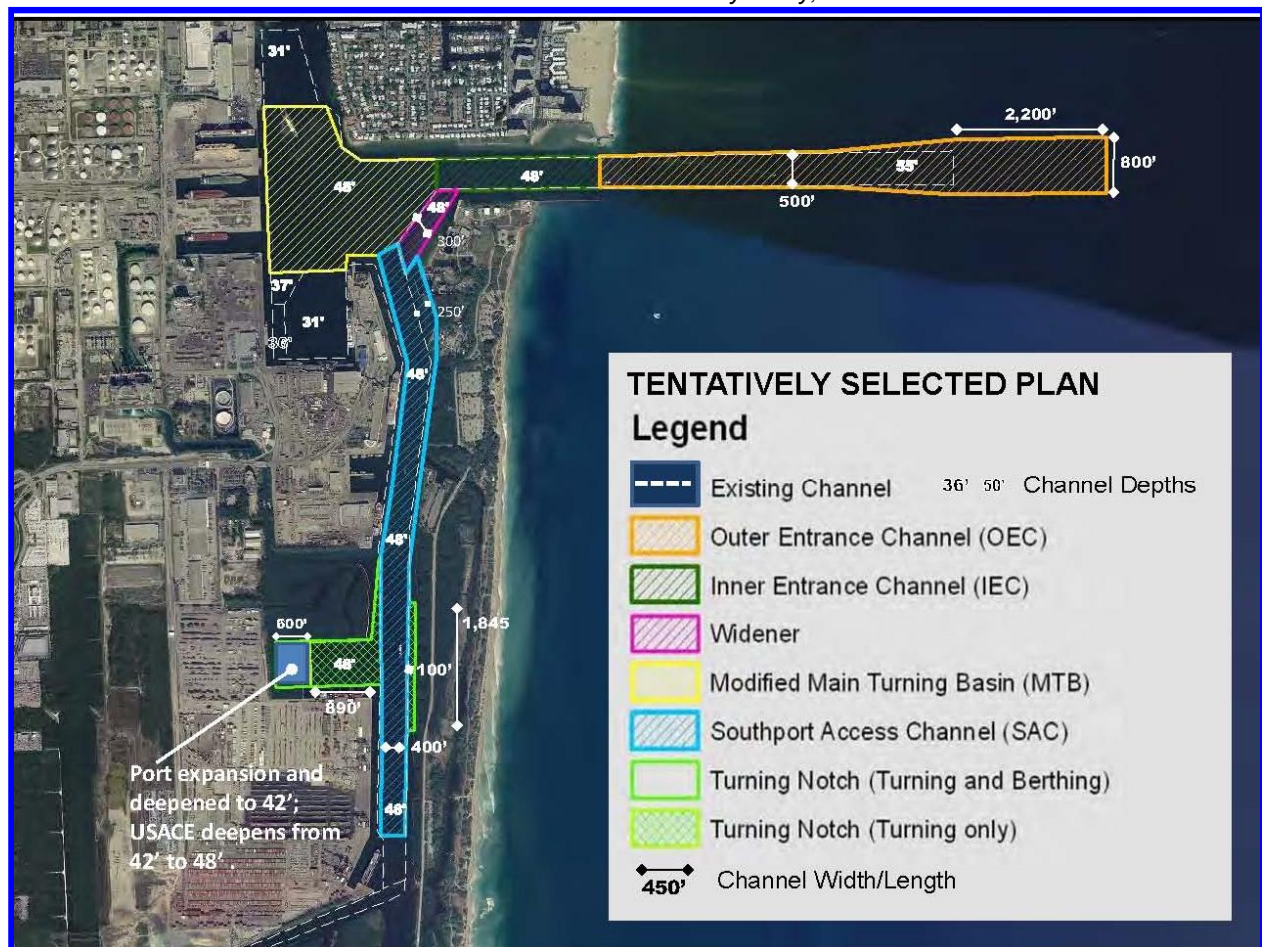 31'
2,200'
55'
800'
48'
48'
500'
48'
300'
37'
31'
36'
250'
48'
48'
600'
1,845
48'
100'
890'
400'
48'
Port expansion and
deepened to 42';
USACE deepens from
42' to 48' .
TENTATIVELY SELECTED PLAN
Legend
Existing Channel 36' 50' Channel Depths
Outer Entrance Channel (OEC)
Inner Entrance Channel (IEC)
Widener
Modified Main Turning Basin (MTB)
Southport Access Channel (SAC)
Turning Notch (Turning and Berthing)
Turning Notch (Turning only)
450' Channel Width/Length